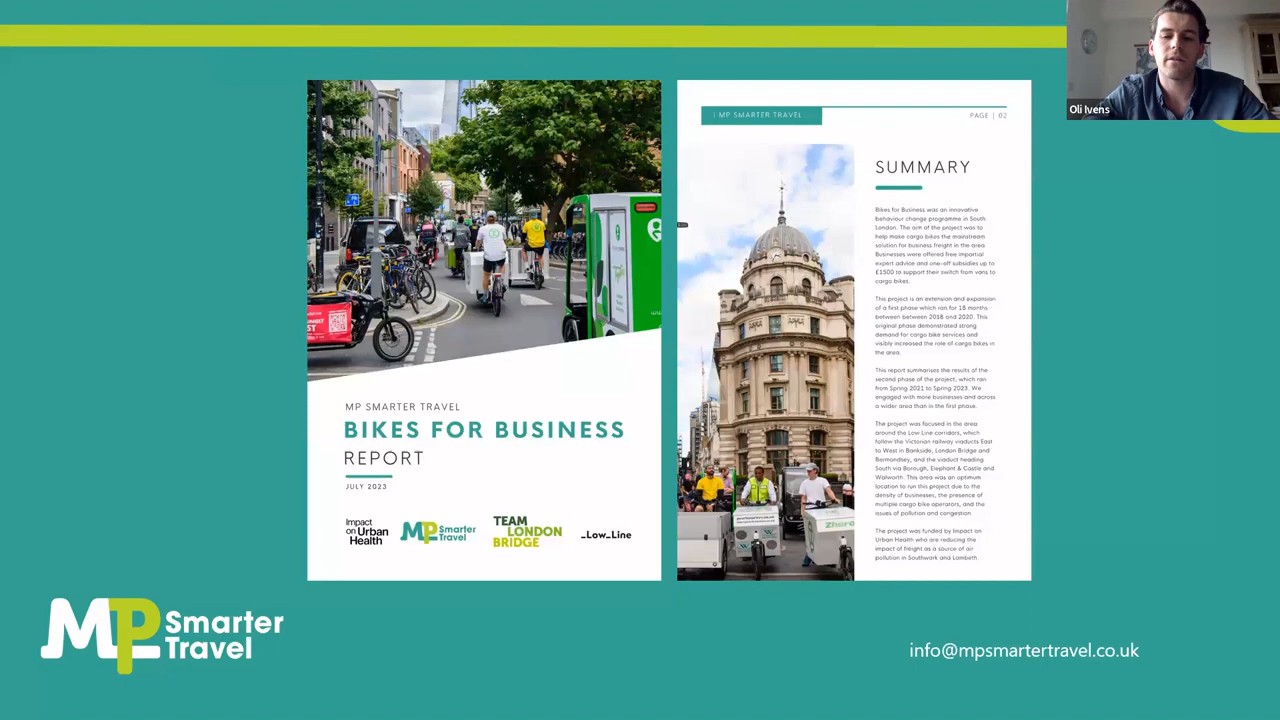 Oli Ivens
MP SMARTER TRAVEL
BIKES FOR BUSINESS
REPORT
JULY 2023
Impact
on Urban
Health
MP Smarter
Travel
TEAM
LONDON
BRIDGE
_Low_Line
MP SMARTER TRAVEL
PAGE | 02
SUMMARY
Bikes for Business was an innovative
behaviour change programme in South
London. The aim of the project was to
help make cargo bikes the mainstream
solution for business freight in the area.
Businesses were offered free impartial
expert advice and one-off subsidies up to
£1500 to support their switch from vans to
cargo bikes.
This project is an extension and expansion
of a first phase which ran for 18 months
between between 2018 and 2020. This
original phase demonstrated strong
demand for cargo bike services and
visibly increased the role of cargo bikes in
the area.
This report summarises the results of the
second phase of the project, which ran
from Spring 2021 to Spring 2023. We
engaged with more businesses and across
a wider area than in the first phase.
The project was focused in the area
around the Low Line corridors, which
follow the Victorian railway viaducts East
to West in Bankside, London Bridge and
Bermondsey, and the viaduct heading
South via Borough, Elephant & Castle and
Walworth. This area was an optimum
location to run this project due to the
density of businesses, the presence of
multiple cargo bike operators, and the
issues of pollution and congestion
The project was funded by Impact on
Urban Health who are reducing the
impact of freight as a source of air
pollution in Southwark and Lambeth.
MP Smarter
Travel
info@mpsmartertravel.co.uk